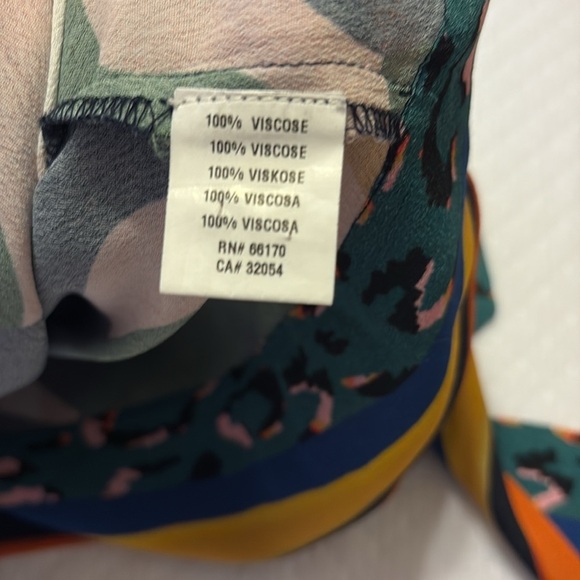 100% VISCOSE
100% VISCOSE
100% VISKOSE
100% VISCOSA
100% VISCOSA
RN# 66170
CA# 32054